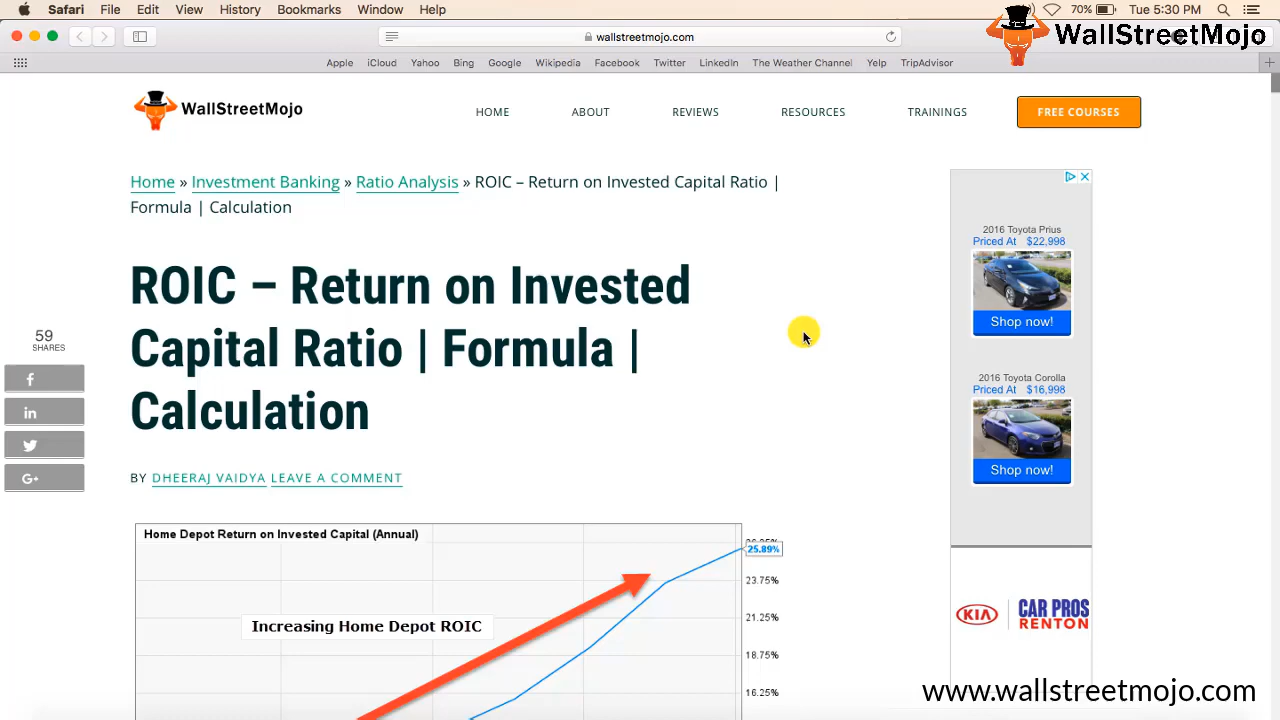 Safari File Edit View History Bookmarks Window Help
70% Tue 5:30 PM
wallstreetmojo.com
WallStreetMojo
Apple iCloud Yahoo Bing Google Wikipedia Facebook Twitter LinkedIn The Weather Channel Yelp TripAdvisor
WallStreetMojo
HOME ABOUT REVIEWS RESOURCES TRAININGS FREE COURSES
Home » Investment Banking » Ratio Analysis » ROIC – Return on Invested Capital Ratio |
Formula | Calculation
ROIC – Return on Invested
Capital Ratio | Formula |
Calculation
BY DHEERAJ VAIDYA LEAVE A COMMENT
59
SHARES
f
in
G+
Home Depot Return on Invested Capital (Annual)
25.89%
23.75%
Increasing Home Depot ROIC
21.25%
18.75%
16.25%
2016 Toyota Prius
Priced At $22,998
Shop now!
2016 Toyota Corolla
Priced At $16,998
Shop now!
KIA
CAR PROS
RENTON
www.wallstreetmojo.com